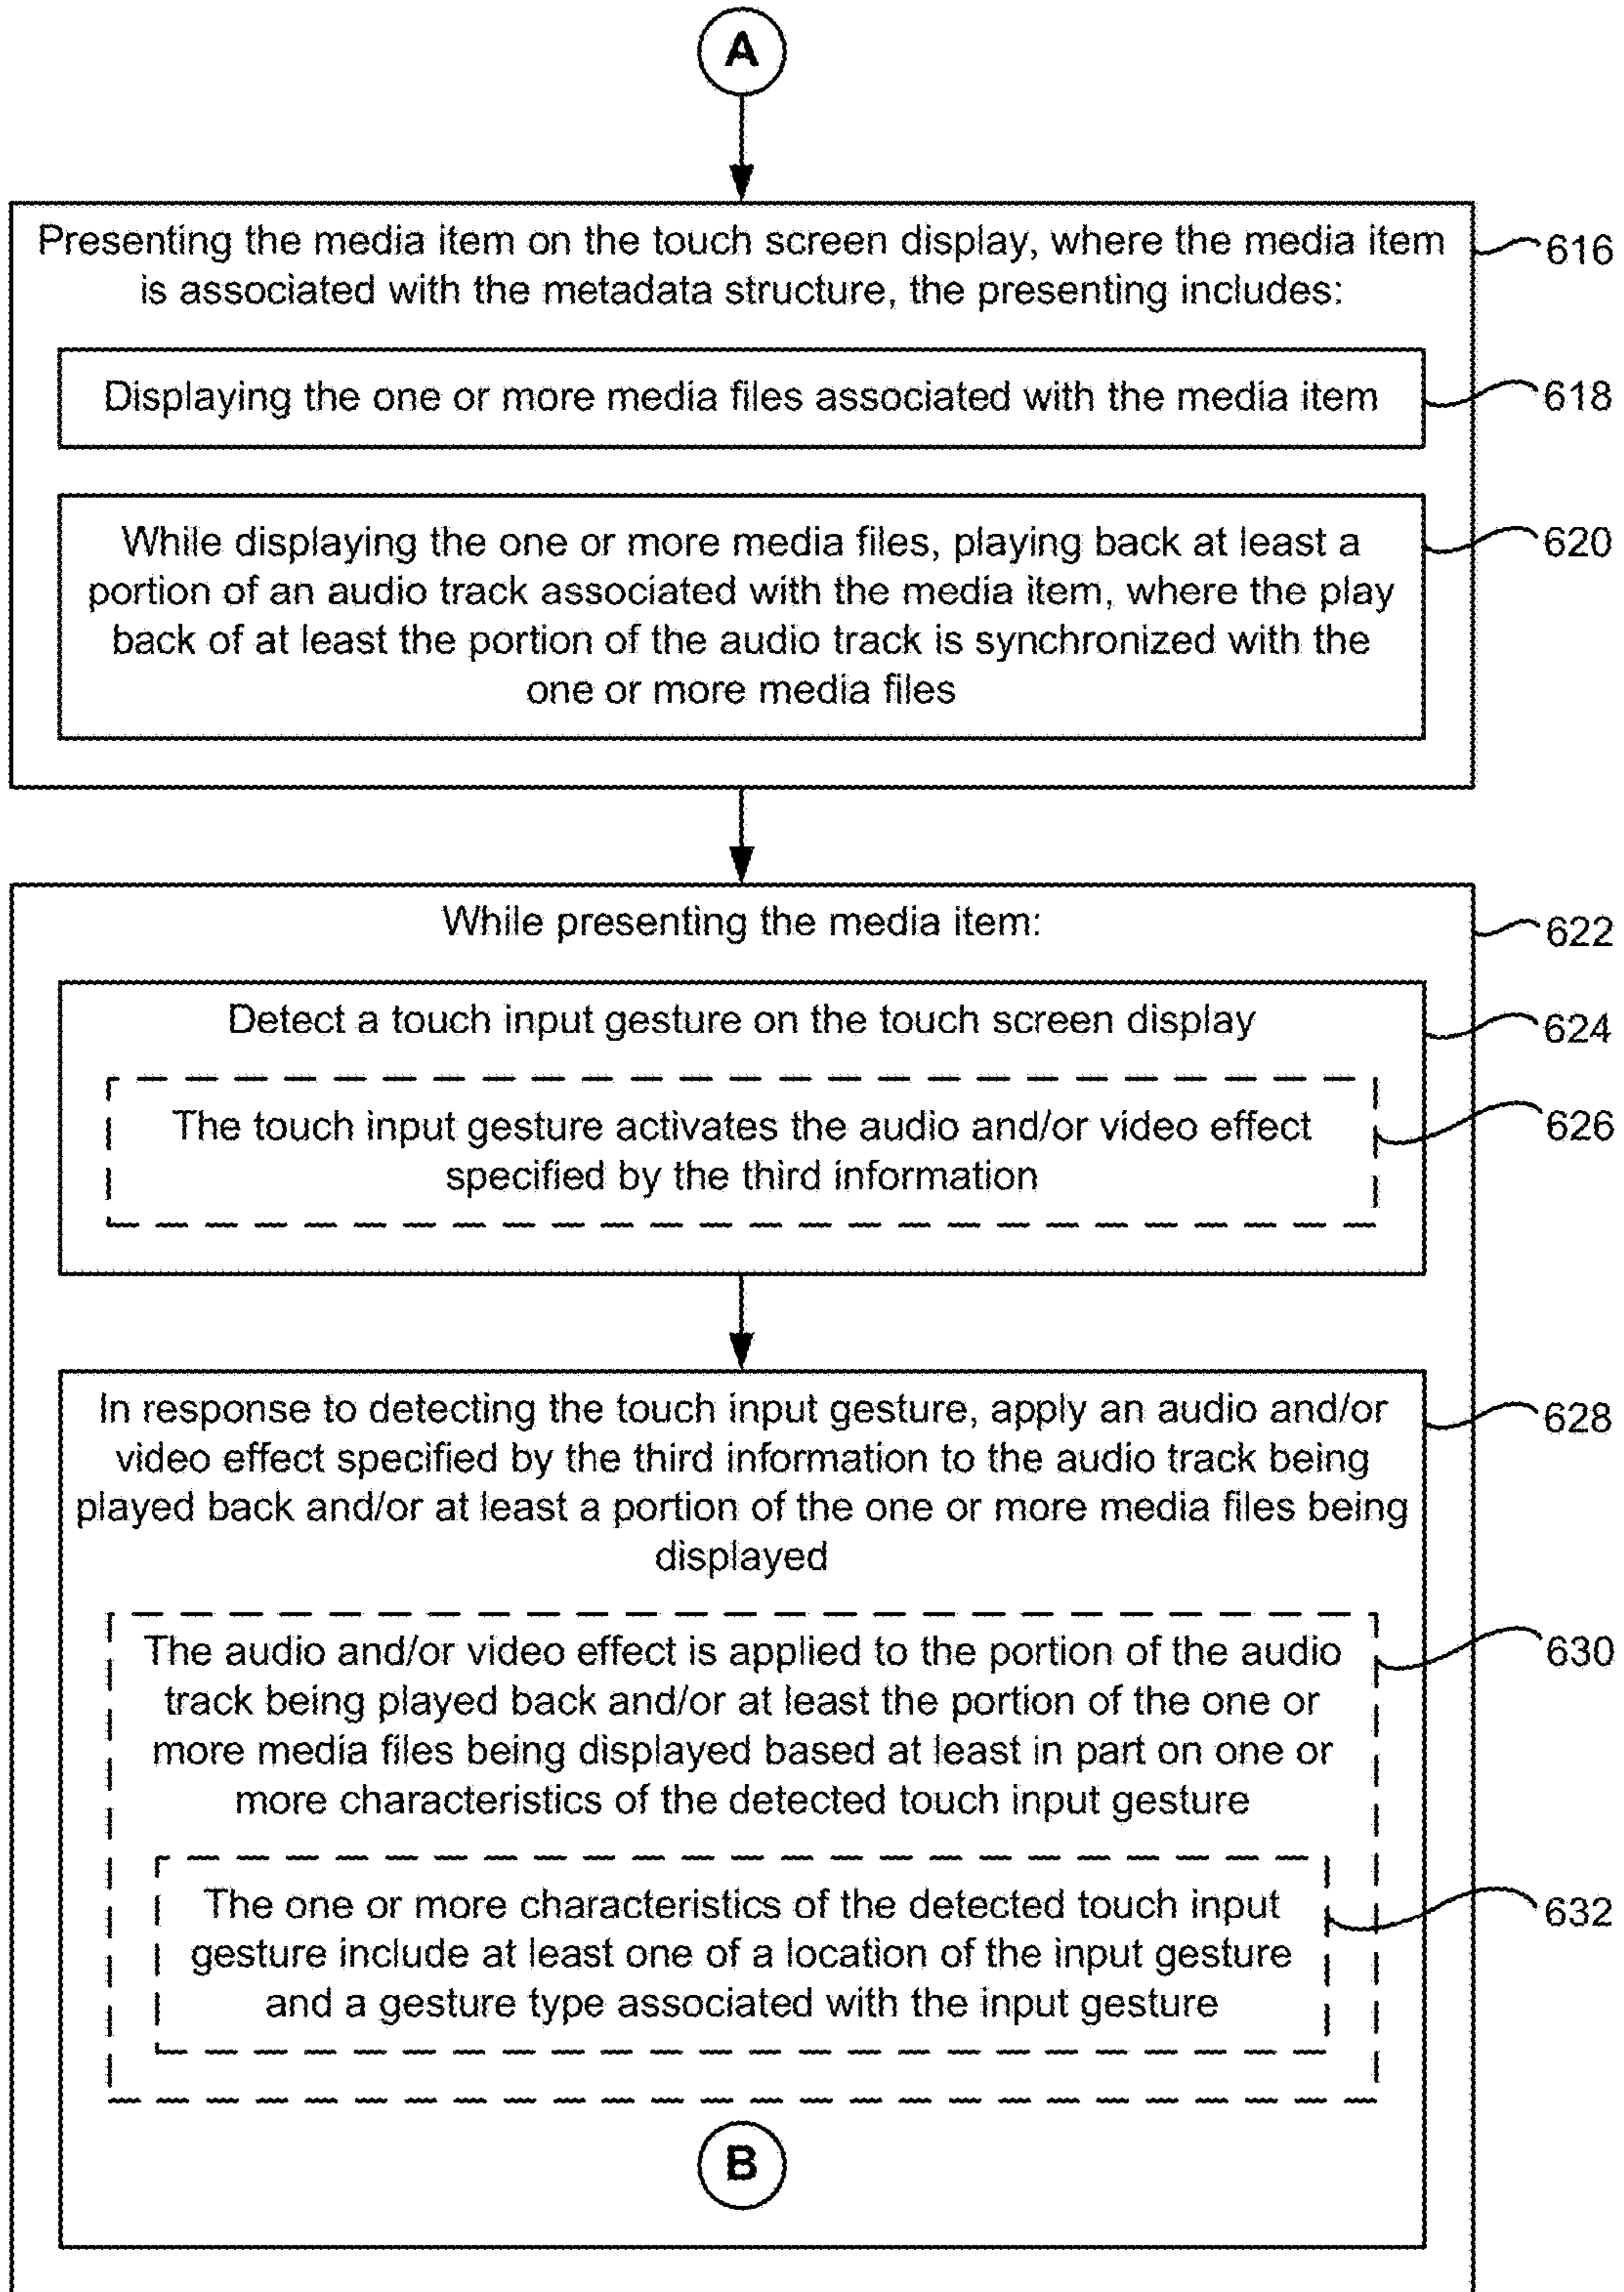 A
Presenting the media item on the touch screen display, where the media item
is associated with the metadata structure, the presenting includes:
616
Displaying the one or more media files associated with the media item
618
While displaying the one or more media files, playing back at least a
portion of an audio track associated with the media item, where the play
back of at least the portion of the audio track is synchronized with the
one or more media files
620
While presenting the media item:
622
Detect a touch input gesture on the touch screen display
624
The touch input gesture activates the audio and/or video effect
specified by the third information
626
In response to detecting the touch input gesture, apply an audio and/or
video effect specified by the third information to the audio track being
played back and/or at least a portion of the one or more media files being
displayed
628
The audio and/or video effect is applied to the portion of the audio
track being played back and/or at least the portion of the one or
more media files being displayed based at least in part on one or
more characteristics of the detected touch input gesture
630
The one or more characteristics of the detected touch input
gesture include at least one of a location of the input gesture
and a gesture type associated with the input gesture
632
B